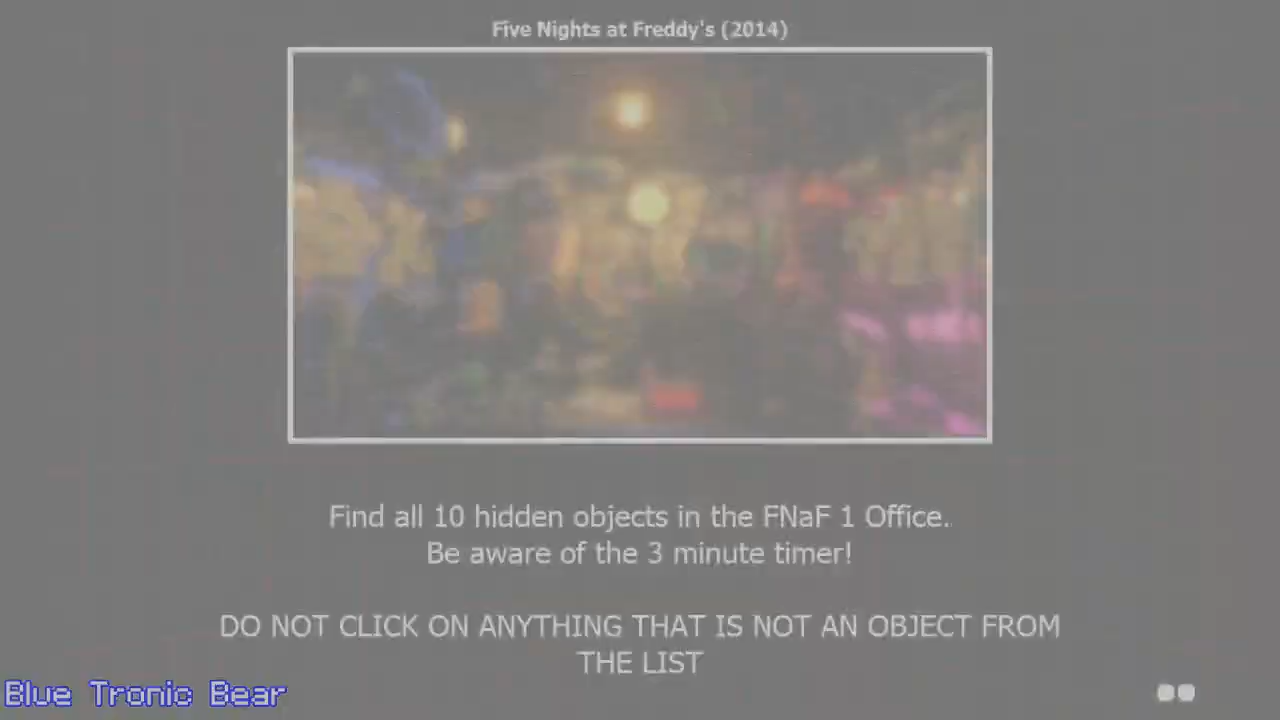 Five Nights at Freddy's (2014)
Find all 10 hidden objects in the FNaF 1 Office.
Be aware of the 3 minute timer!
DO NOT CLICK ON ANYTHING THAT IS NOT AN OBJECT FROM
THE LIST
Blue Tronic Bear